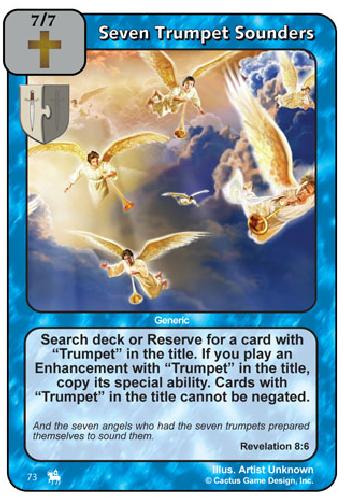 7/7
Seven Trumpet Sounders
Generic
Search deck or Reserve for a card with
“Trumpet” in the title. If you play an
Enhancement with “Trumpet” in the title,
copy its special ability. Cards with
“Trumpet” in the title cannot be negated.
And the seven angels who had the seven trumpets prepared
themselves to sound them.
Revelation 8:6
73
Illus. Artist Unknown
© Cactus Game Design, Inc.